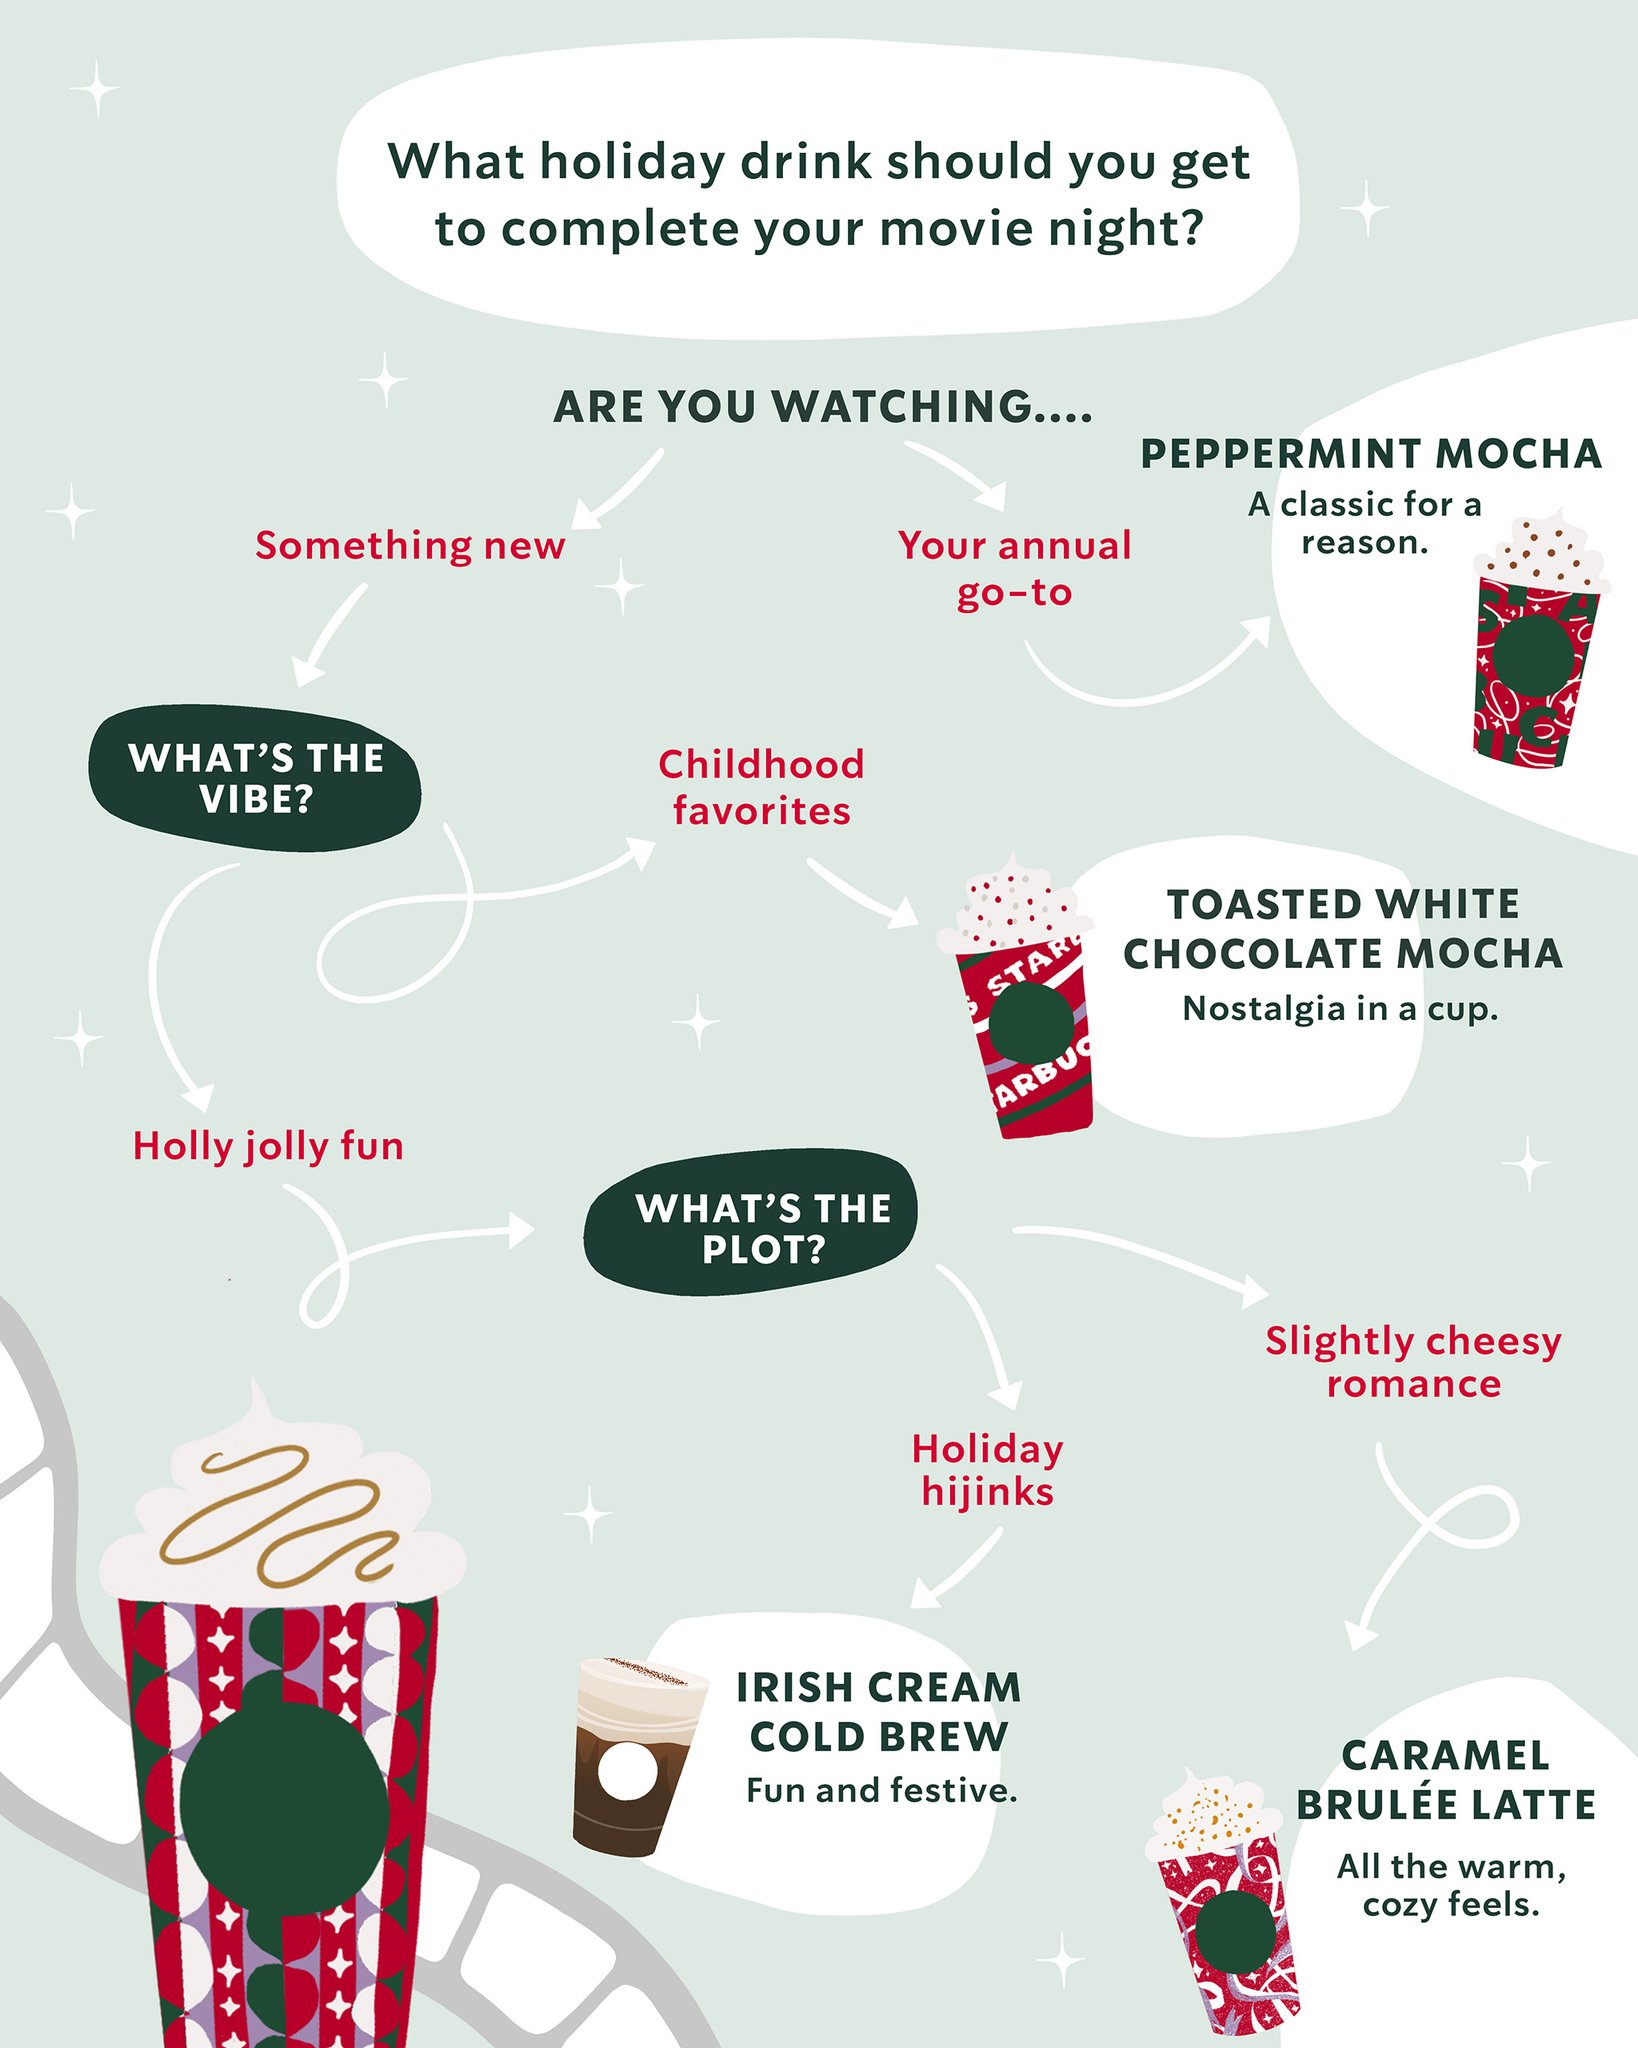 What holiday drink should you get
to complete your movie night?
ARE YOU WATCHING....
Something new
Your annual
go-to
PEPPERMINT MOCHA
A classic for a
reason.
WHAT'S THE
VIBE?
Childhood
favorites
TOASTED WHITE
CHOCOLATE MOCHA
Nostalgia in a cup.
S STARB
ARBUC
Holly jolly fun
WHAT'S THE
PLOT?
Slightly cheesy
romance
Holiday
hijinks
IRISH CREAM
COLD BREW
Fun and festive.
CARAMEL
BRULÉE LATTE
All the warm,
cozy feels.